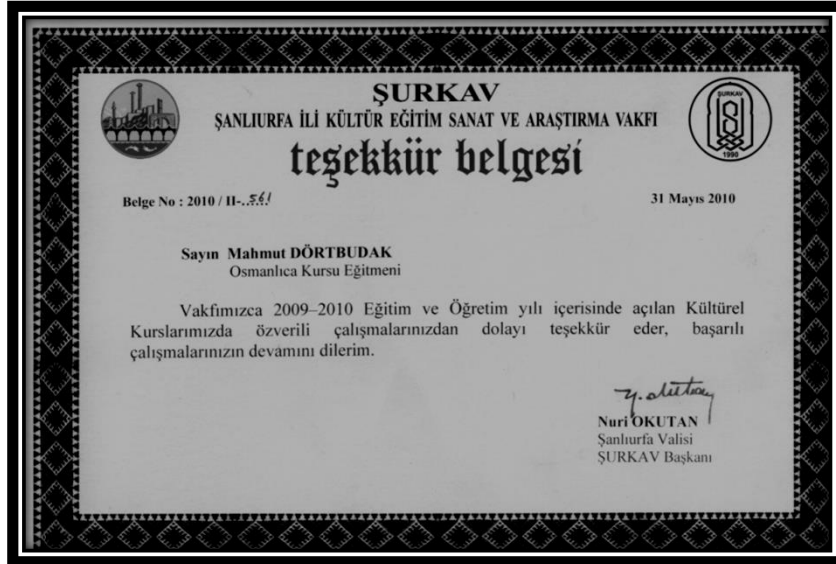 ŞURKAV
ŞANLIURFA İLİ KÜLTÜR EĞİTİM SANAT VE ARAŞTIRMA VAKFI
teşekkür belgesi
ŞURKAV
1990
Belge No : 2010 / II-..561
31 Mayıs 2010
Sayın Mahmut DÖRTBUDAK
Osmanlıca Kursu Eğitmeni
Vakfımızca 2009–2010 Eğitim ve Öğretim yılı içerisinde açılan Kültürel
Kurslarımızda özverili çalışmalarınızdan dolayı teşekkür eder, başarılı
çalışmalarınızın devamını dilerim.
Nuri OKUTAN
Şanlıurfa Valisi
ŞURKAV Başkanı